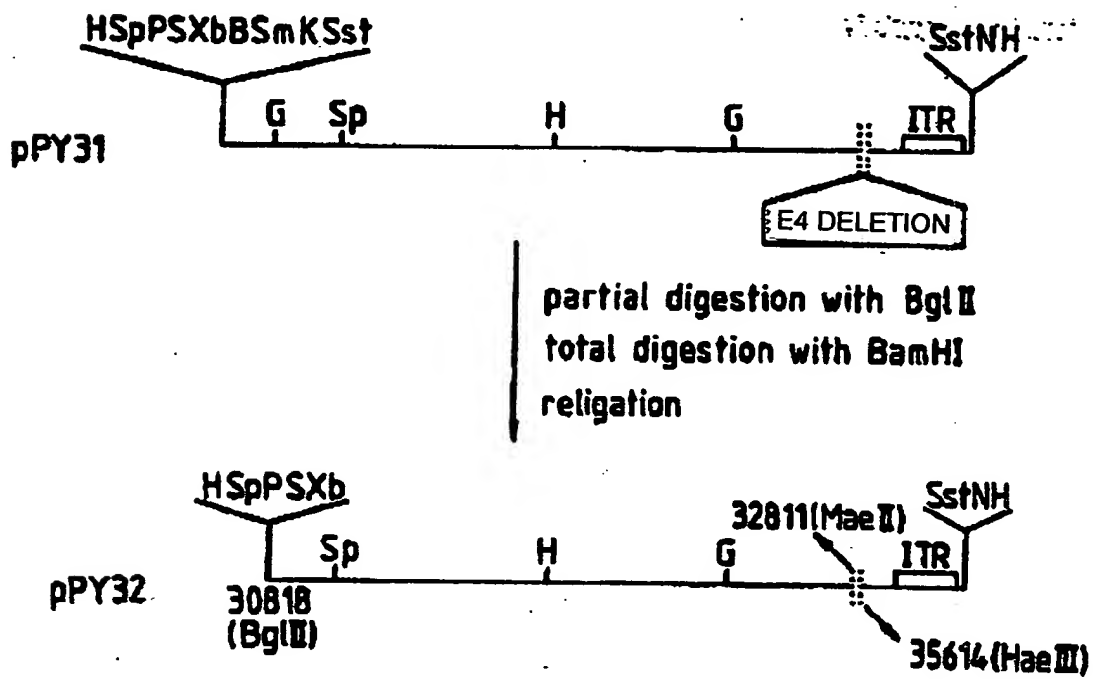 HSpPSXbBSmKSst
SstNH
G Sp H G ITR
pPY31
E4 DELETION
partial digestion with BglII
total digestion with BamHI
religation
HSpPSXb
32811(MaeII)
SstNH
Sp H G ITR
pPY32
30818
(BglII)
35614(HaeIII)